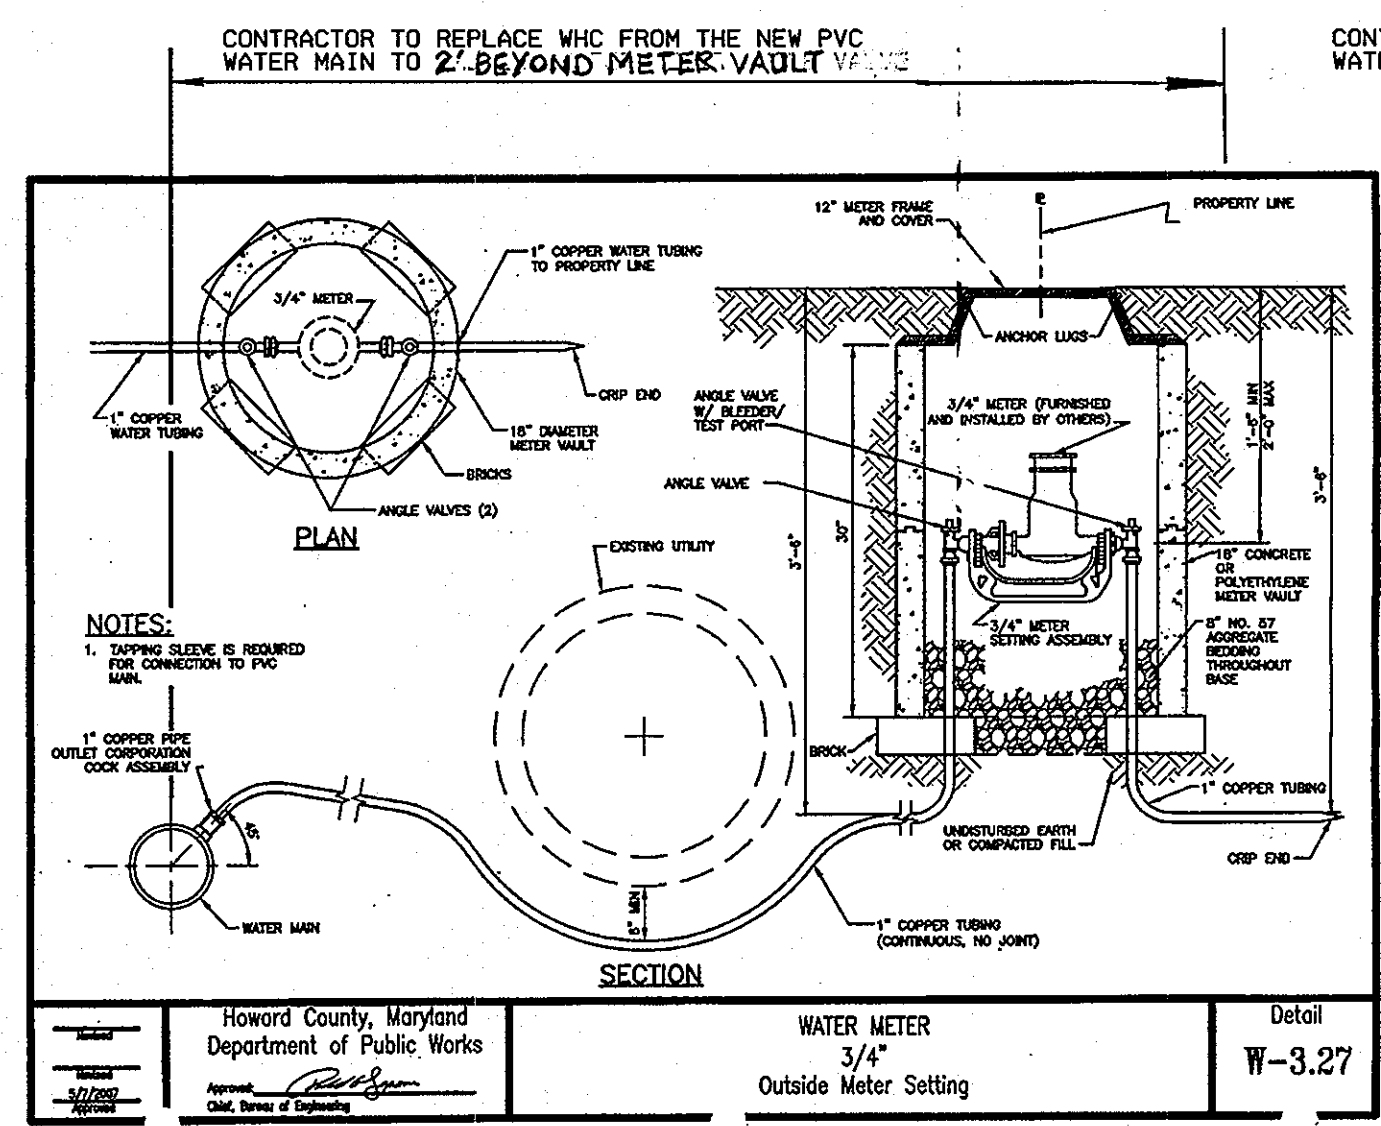 CONTRACTOR TO REPLACE WHC FROM THE NEW PVC
WATER MAIN TO 2' BEYOND METER VAULT VALVE
CON
WAT
12" METER FRAME
AND COVER
PROPERTY LINE
1" COPPER WATER TUBING
TO PROPERTY LINE
3/4" METER
ANCHOR LUGS
CRIP END
1" COPPER
WATER TUBING
18" DIAMETER
METER VAULT
BRICKS
ANGLE VALVES (2)
PLAN
ANGLE VALVE
W/ BLEEDER/
TEST PORT
3/4" METER (FURNISHED
AND INSTALLED BY OTHERS)
ANGLE VALVE
1'-6" MIN
2'-0" MAX
3'-6"
30"
3'-6"
EXISTING UTILITY
18" CONCRETE
OR
POLYETHYLENE
METER VAULT
NOTES:
1. TAPPING SLEEVE IS REQUIRED
FOR CONNECTION TO PVC
MAIN.
3/4" METER
SETTING ASSEMBLY
8" NO. 57
AGGREGATE
BEDDING
THROUGHOUT
BASE
1" COPPER PIPE
OUTLET CORPORATION
COCK ASSEMBLY
BRICK
1" COPPER TUBING
45°
UNDISTURBED EARTH
OR COMPACTED FILL
CRIP END
WATER MAIN
6" MIN
1" COPPER TUBING
(CONTINUOUS, NO JOINT)
SECTION
Revised
Revised
5/7/2007
Approved
Howard County, Maryland
Department of Public Works
Approved:
Chief, Bureau of Engineering
WATER METER
3/4"
Outside Meter Setting
Detail
W-3.27